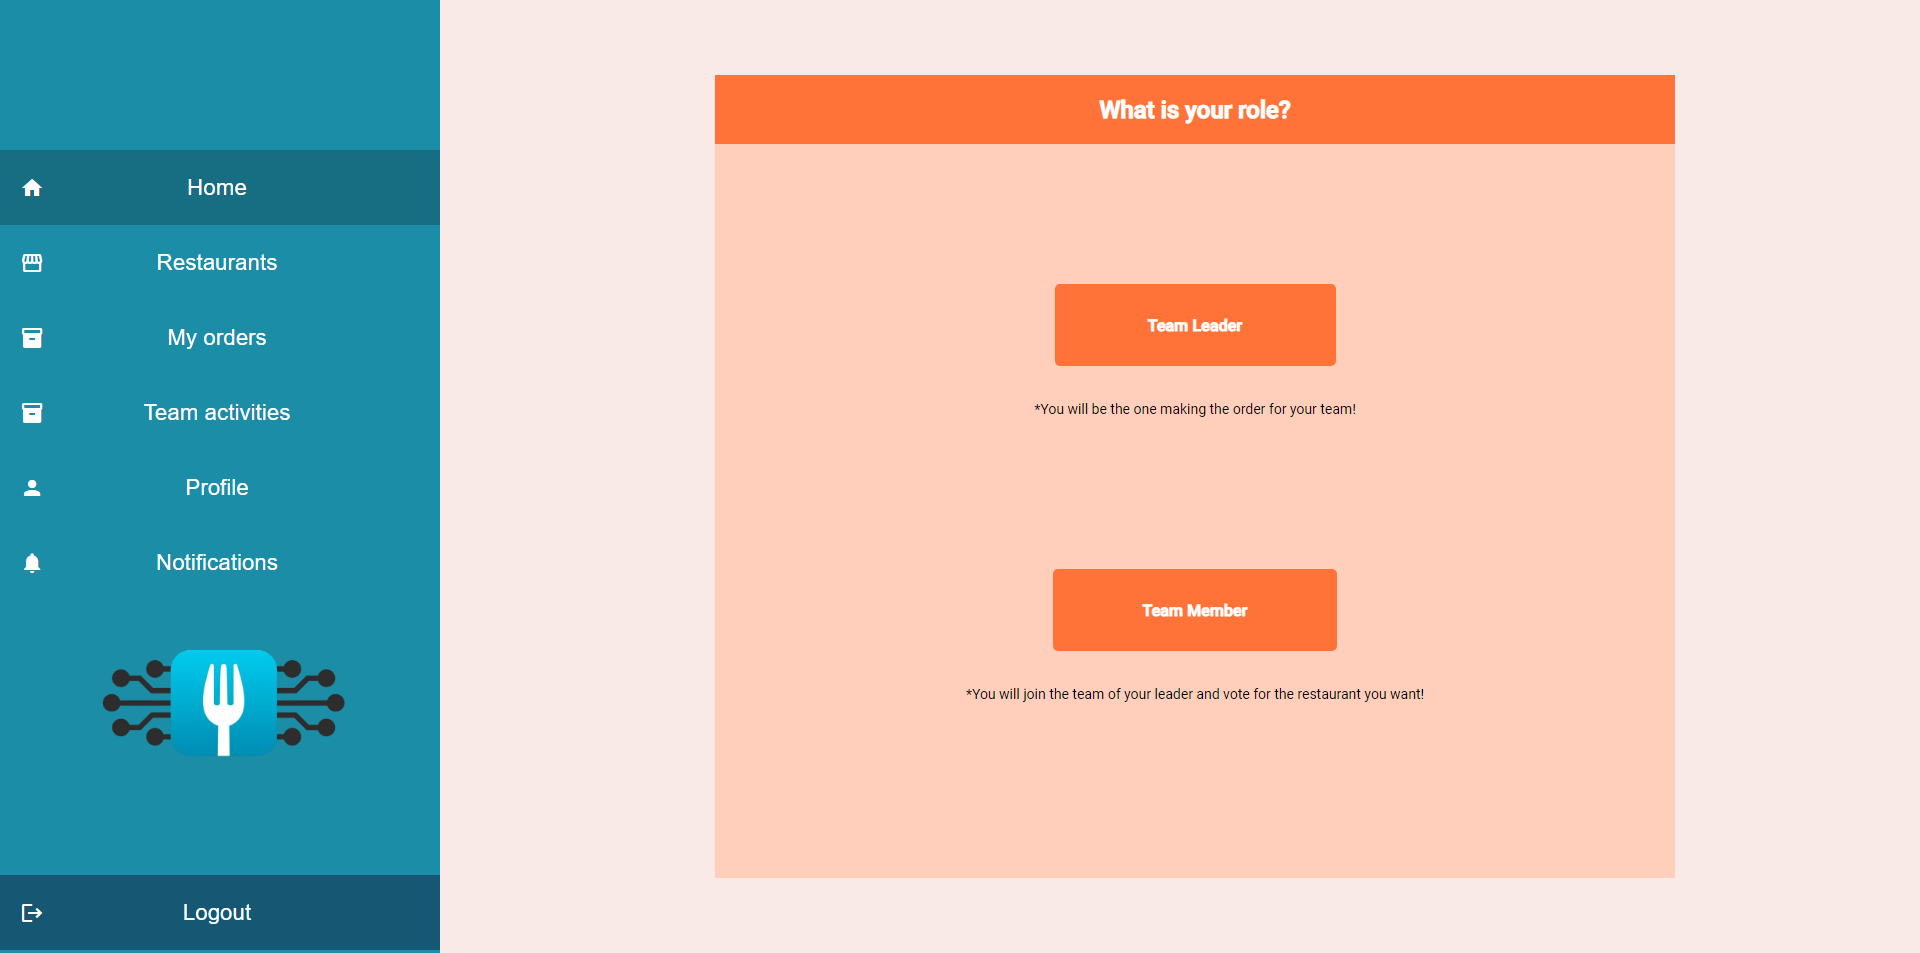 Home
Restaurants
My orders
Team activities
Profile
Notifications
Logout
What is your role?
Team Leader
*You will be the one making the order for your team!
Team Member
*You will join the team of your leader and vote for the restaurant you want!